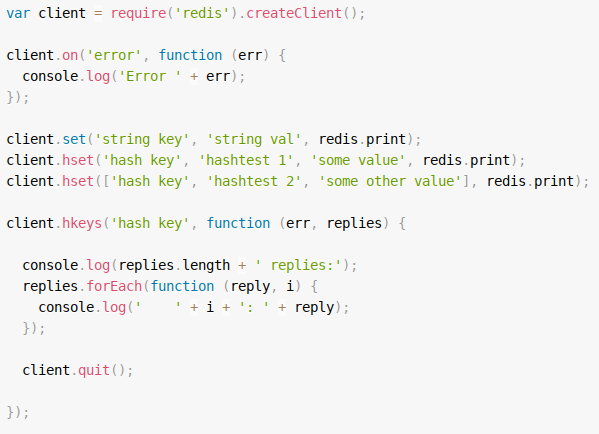 var client = require('redis').createClient();

client.on('error', function (err) {
  console.log('Error ' + err);
});

client.set('string key', 'string val', redis.print);
client.hset('hash key', 'hashtest 1', 'some value', redis.print);
client.hset(['hash key', 'hashtest 2', 'some other value'], redis.print);

client.hkeys('hash key', function (err, replies) {

  console.log(replies.length + ' replies:');
  replies.forEach(function (reply, i) {
    console.log('    ' + i + ': ' + reply);
  });

  client.quit();

});